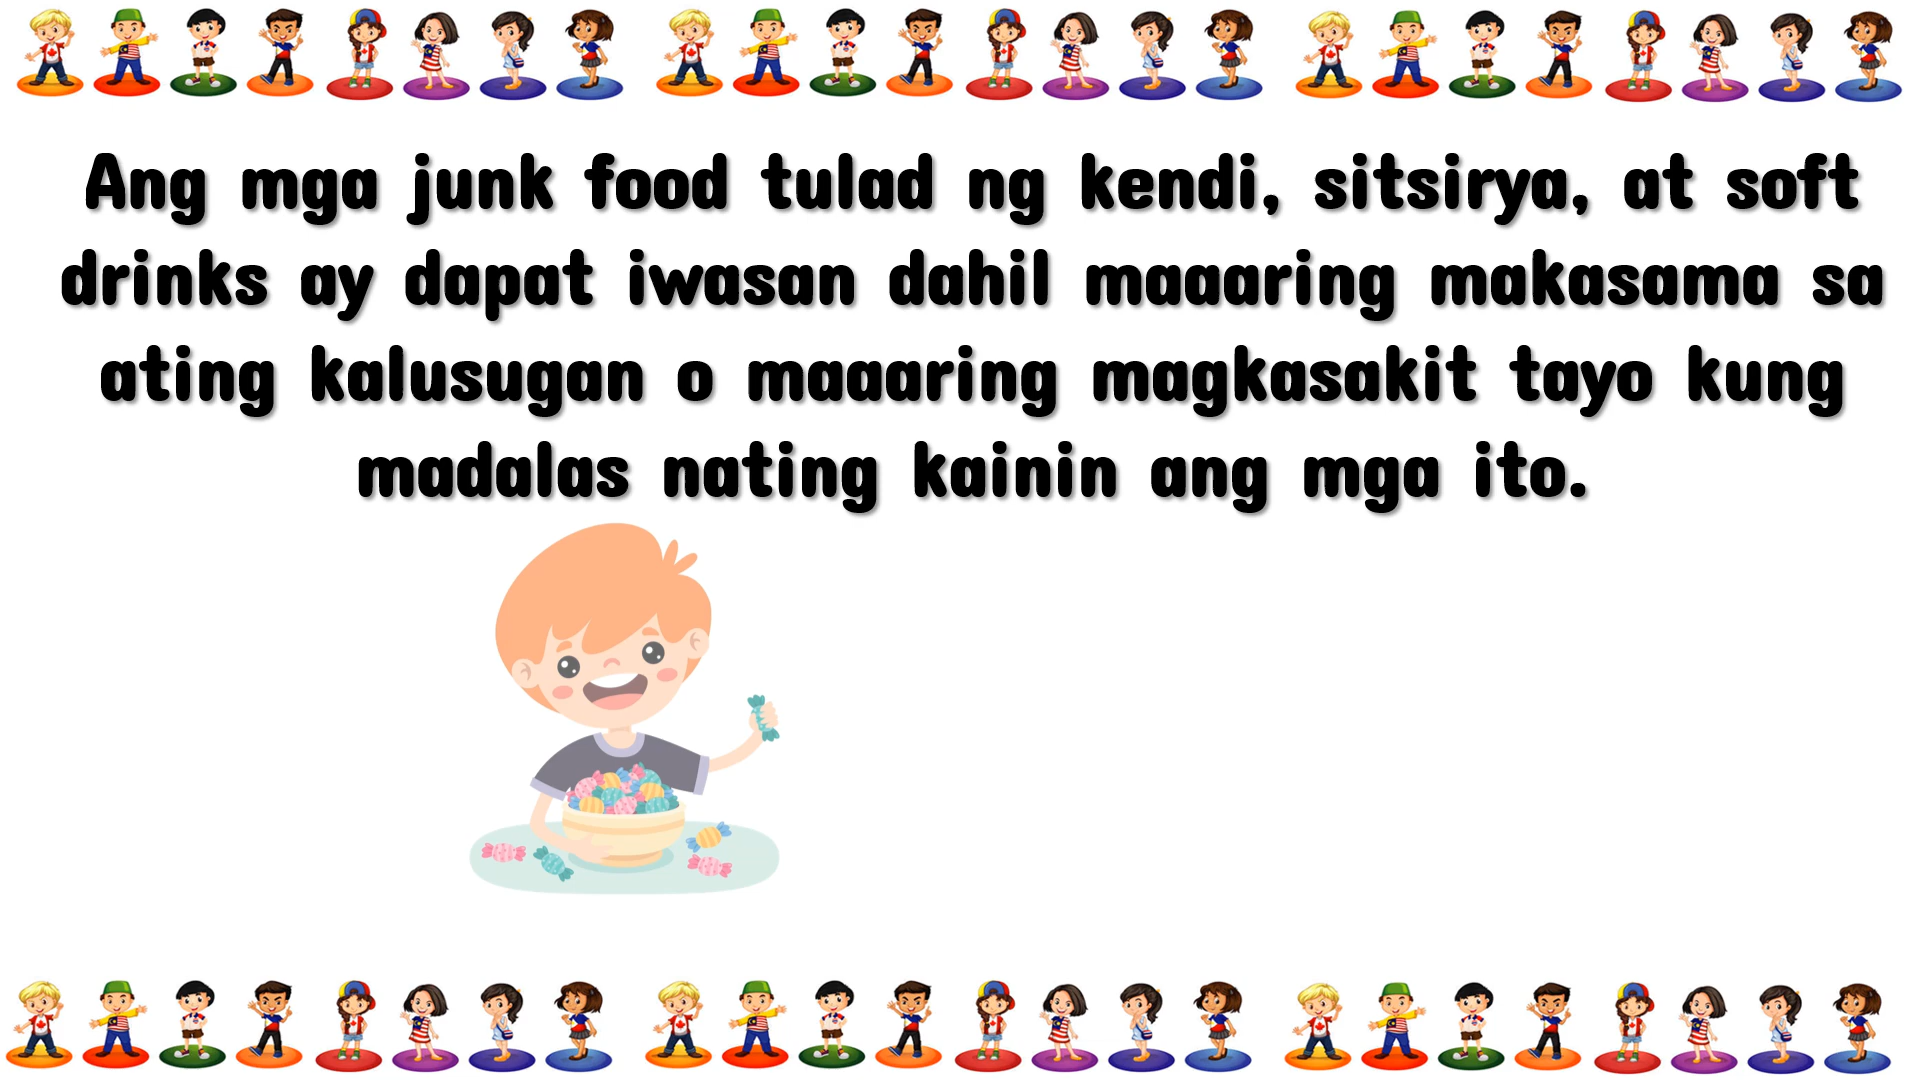 Ang mga junk food tulad ng kendi, sitsirya, at soft
drinks ay dapat iwasan dahil maaaring makasama sa
ating kalusugan o maaaring magkasakit tayo kung
madalas nating kainin ang mga ito.